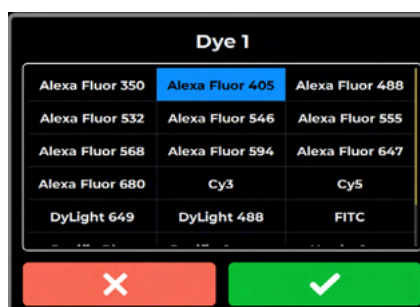 Dye 1
Alexa Fluor 350 Alexa Fluor 405 Alexa Fluor 488
Alexa Fluor 532 Alexa Fluor 546 Alexa Fluor 555
Alexa Fluor 568 Alexa Fluor 594 Alexa Fluor 647
Alexa Fluor 680 Cy3 Cy5
DyLight 649 DyLight 488 FITC